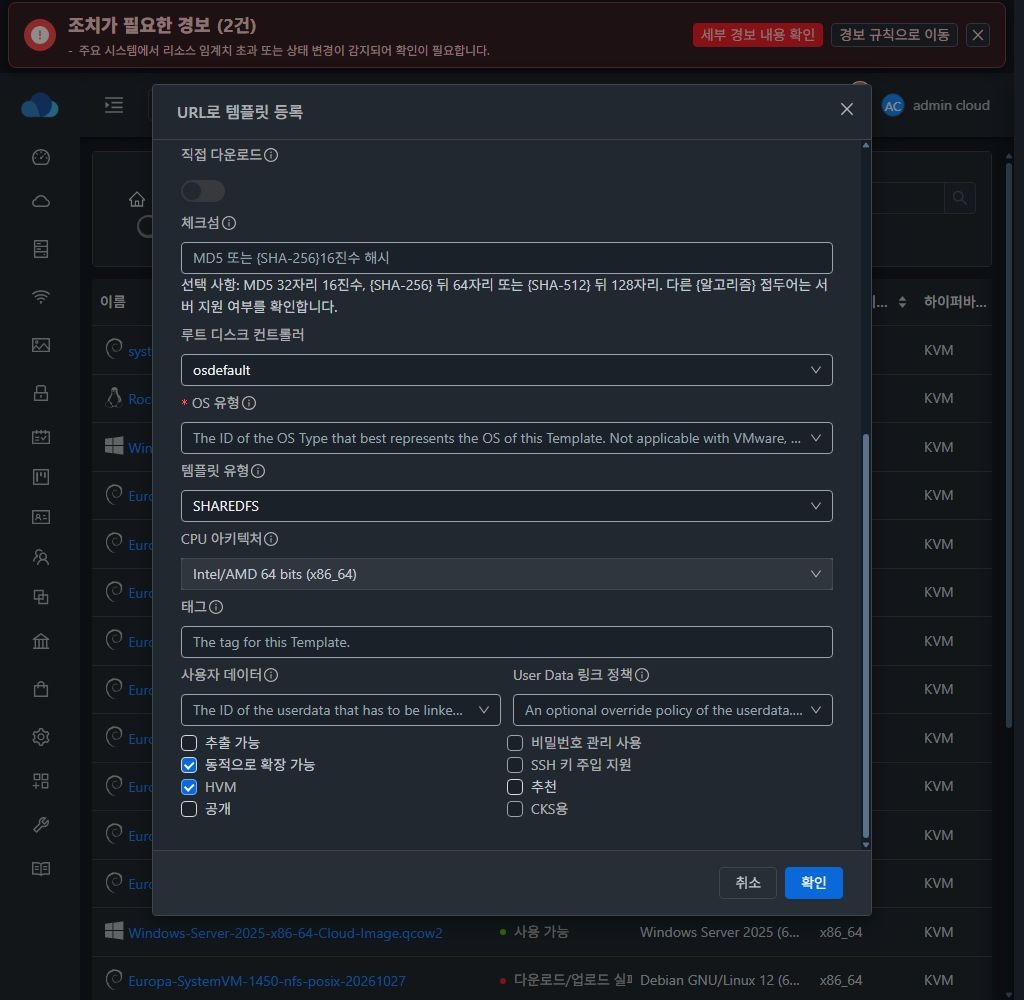 조치가 필요한 경보 (2건)
- 주요 시스템에서 리소스 임계치 초과 또는 상태 변경이 감지되어 확인이 필요합니다.
세부 경보 내용 확인
경보 규칙으로 이동
URL로 템플릿 등록
AC admin cloud
직접 다운로드
체크섬
MD5 또는 {SHA-256}16진수 해시
선택 사항: MD5 32자리 16진수, {SHA-256} 뒤 64자리 또는 {SHA-512} 뒤 128자리. 다른 {알고리즘} 접두어는 서
버 지원 여부를 확인합니다.
루트 디스크 컨트롤러
osdefault
* OS 유형
The ID of the OS Type that best represents the OS of this Template. Not applicable with VMware, ...
템플릿 유형
SHAREDFS
CPU 아키텍처
Intel/AMD 64 bits (x86_64)
태그
The tag for this Template.
사용자 데이터
User Data 링크 정책
The ID of the userdata that has to be linke...
An optional override policy of the userdata....
추출 가능
비밀번호 관리 사용
동적으로 확장 가능
SSH 키 주입 지원
HVM
추천
공개
CKS용
취소
확인
이름
하이퍼바...
syst
KVM
Roc
KVM
Win
KVM
Euro
KVM
Euro
KVM
Euro
KVM
Euro
KVM
Euro
KVM
Euro
KVM
Euro
KVM
Euro
KVM
Euro
KVM
Windows-Server-2025-x86-64-Cloud-Image.qcow2
사용 가능
Windows Server 2025 (6...
x86_64
KVM
Europa-SystemVM-1450-nfs-posix-20261027
다운로드/업로드 실패
Debian GNU/Linux 12 (6...
x86_64
KVM